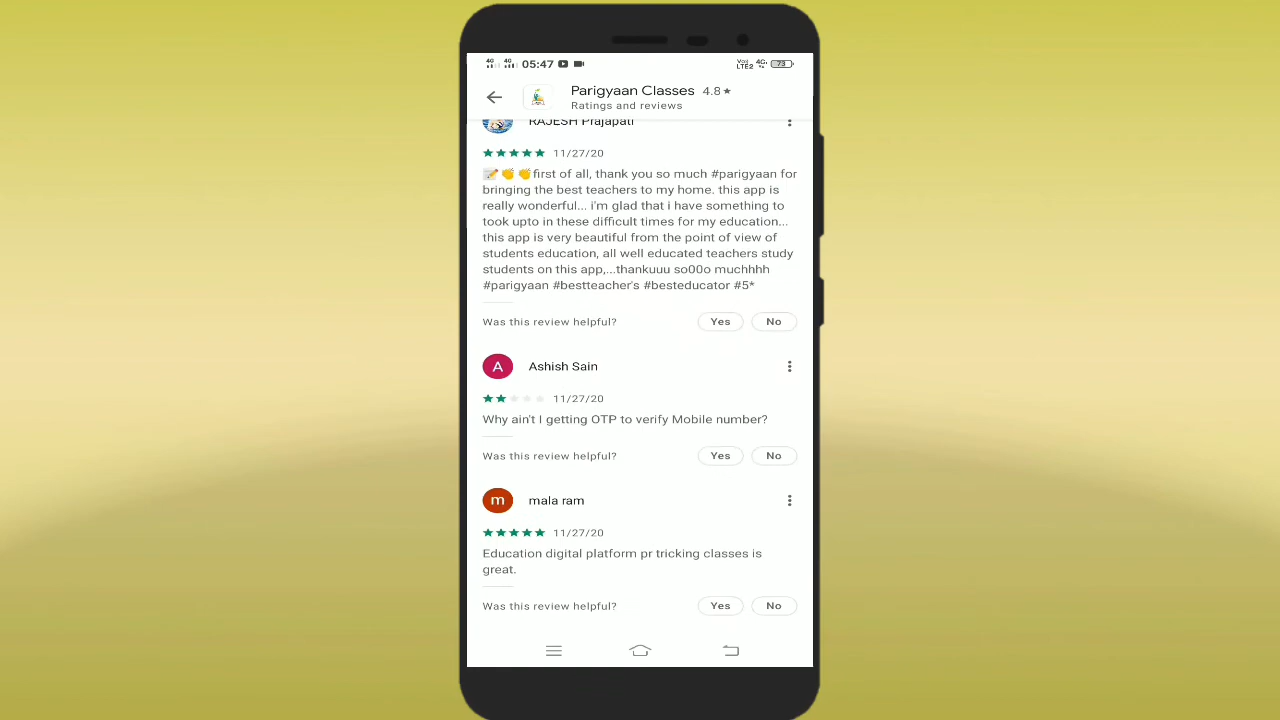 4G 4G 05:47 Vo) LTE2 4G 73
Parigyaan Classes 4.8★
Ratings and reviews
RAJESH Prajapati
★★★★★ 11/27/20
📝👏👏first of all, thank you so much #parigyaan for
bringing the best teachers to my home. this app is
really wonderful... i'm glad that i have something to
took upto in these difficult times for my education...
this app is very beautiful from the point of view of
students education, all well educated teachers study
students on this app,...thankuuu so00o muchhhh
#parigyaan #bestteacher's #besteducator #5*
Was this review helpful? Yes No
A Ashish Sain
★★★★★ 11/27/20
Why ain't I getting OTP to verify Mobile number?
Was this review helpful? Yes No
m mala ram
★★★★★ 11/27/20
Education digital platform pr tricking classes is
great.
Was this review helpful? Yes No